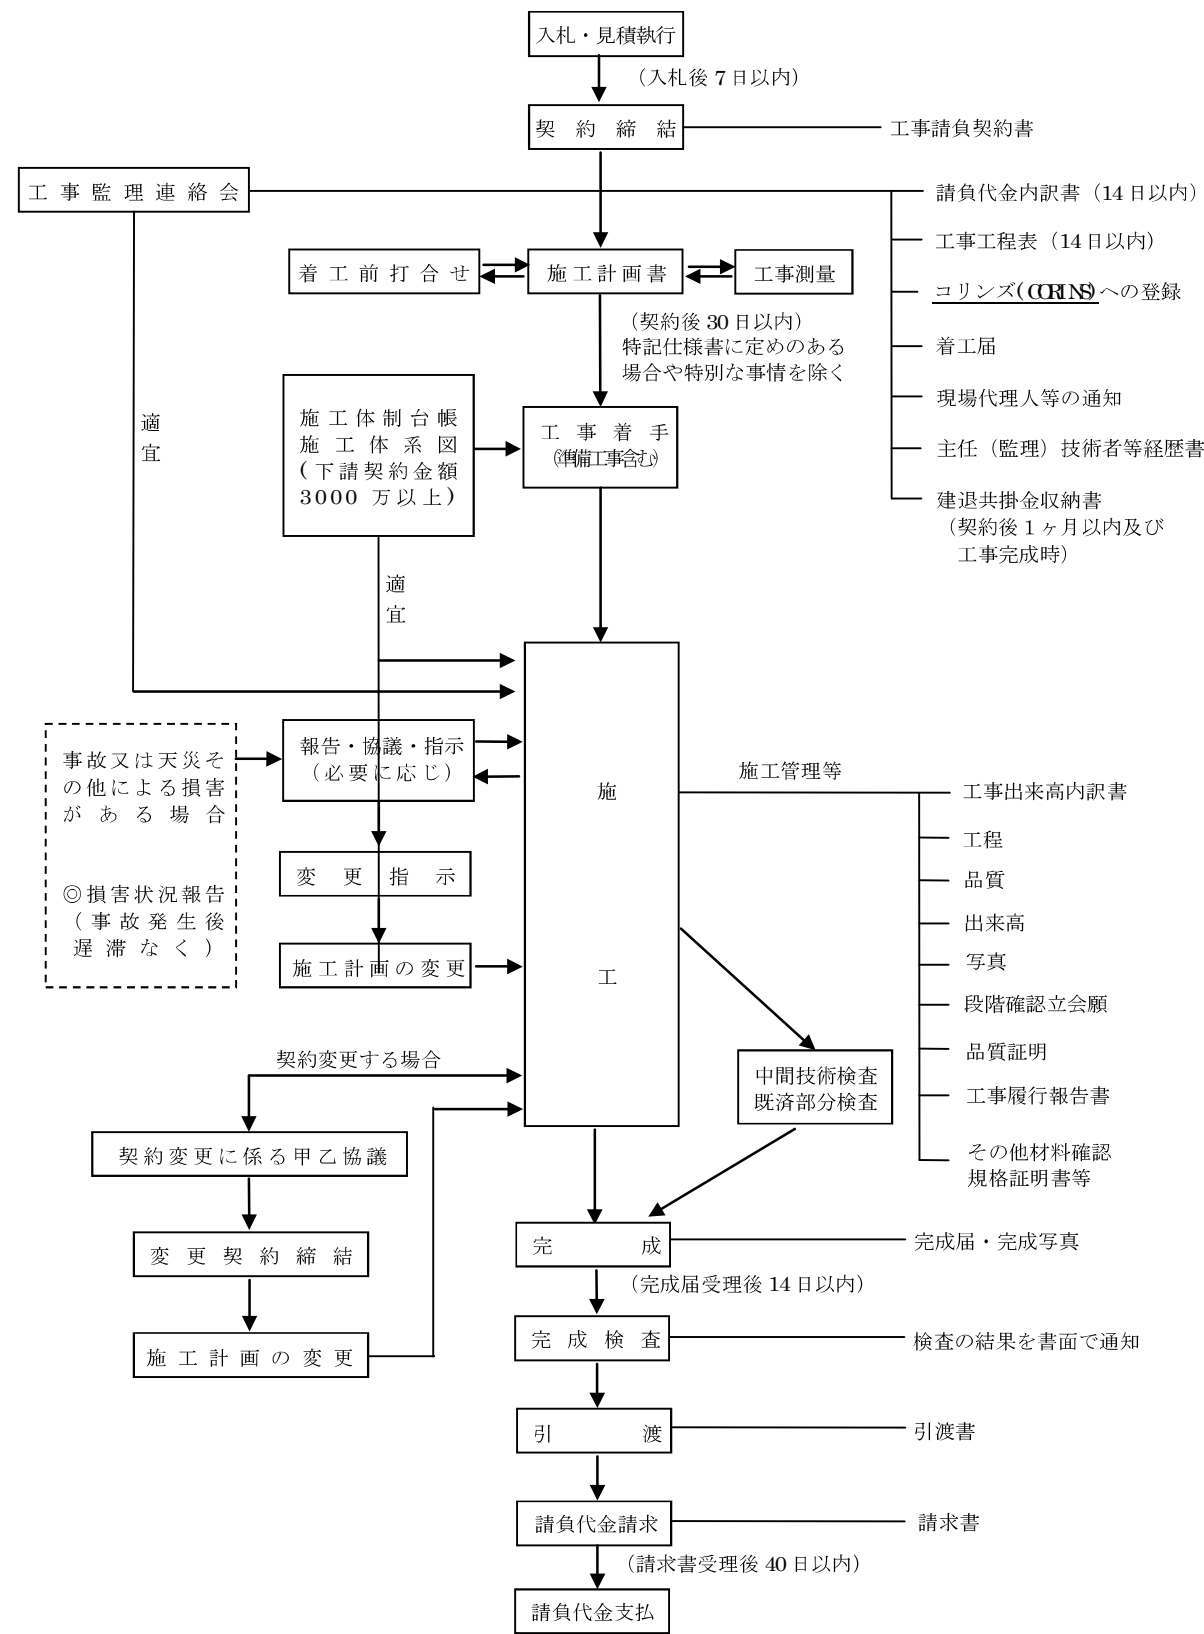 入札・見積執行
（入札後 7 日以内）
契約締結
工事請負契約書
工事監理連絡会
請負代金内訳書（14 日以内）
工事工程表（14 日以内）
コリンズ(CORINS)への登録
着工届
現場代理人等の通知
主任（監理）技術者等経歴書
建退共掛金収納書
（契約後 1 ヶ月以内及び
工事完成時）
着工前打合せ
施工計画書
工事測量
（契約後 30 日以内）
特記仕様書に定めのある
場合や特別な事情を除く
適
宜
施工体制台帳
施工体系図
(下請契約金額
3000 万以上)
工事着手
(準備工事含む)
適
宜
施
工
事故又は天災そ
の他による損害
がある場合
◎損害状況報告
（事故発生後
遅滞なく）
報告・協議・指示
（必要に応じ）
変更指示
施工計画の変更
施工管理等
工事出来高内訳書
工程
品質
出来高
写真
段階確認立会願
品質証明
工事履行報告書
その他材料確認
規格証明書等
中間技術検査
既済部分検査
契約変更する場合
契約変更に係る甲乙協議
変更契約締結
施工計画の変更
完成
完成届・完成写真
（完成届受理後 14 日以内）
完成検査
検査の結果を書面で通知
引渡
引渡書
請負代金請求
請求書
（請求書受理後 40 日以内）
請負代金支払